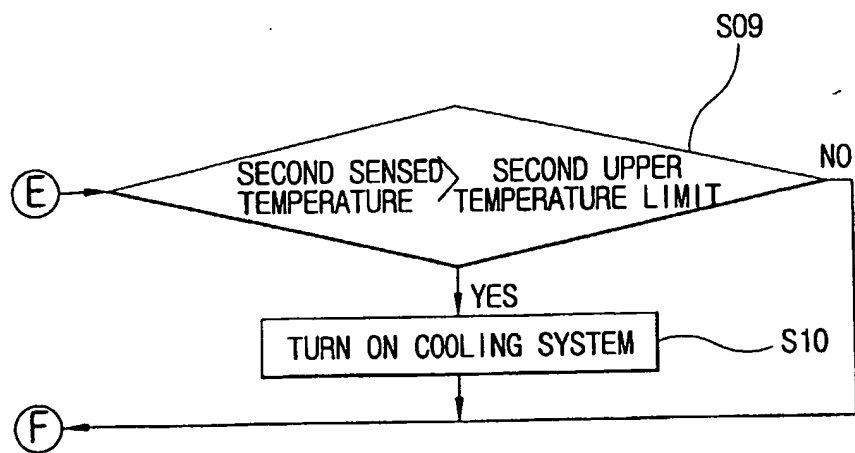 S09
E
SECOND SENSED > SECOND UPPER
TEMPERATURE TEMPERATURE LIMIT
NO
YES
TURN ON COOLING SYSTEM
S10
F